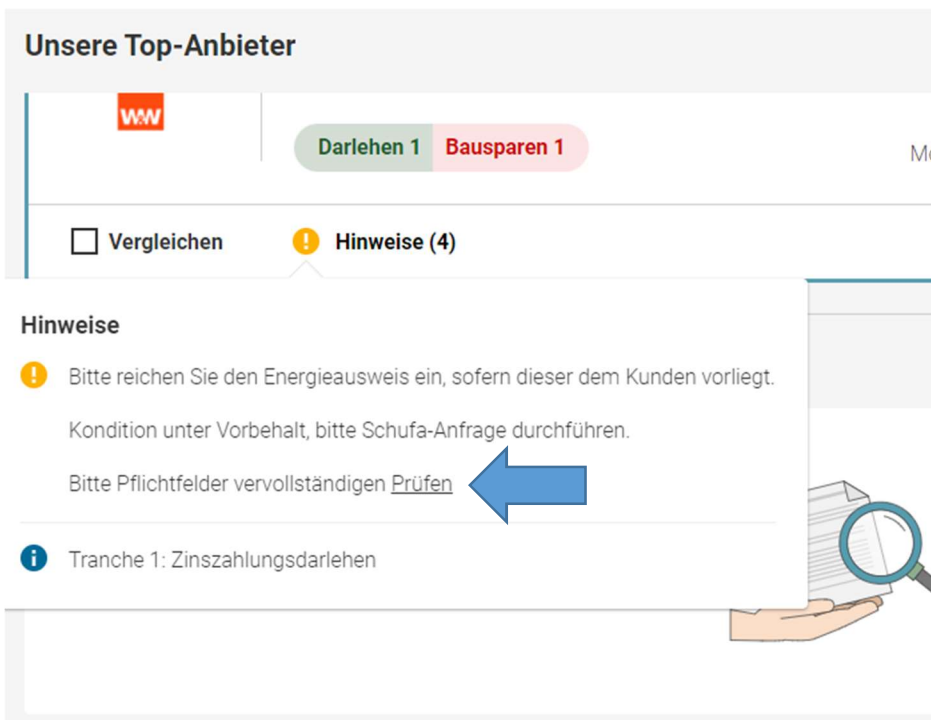 Unsere Top-Anbieter
W&W
Darlehen 1 Bausparen 1
Vergleichen Hinweise (4)
Hinweise
Bitte reichen Sie den Energieausweis ein, sofern dieser dem Kunden vorliegt.
Kondition unter Vorbehalt, bitte Schufa-Anfrage durchführen.
Bitte Pflichtfelder vervollständigen Prüfen
Tranche 1: Zinszahlungsdarlehen